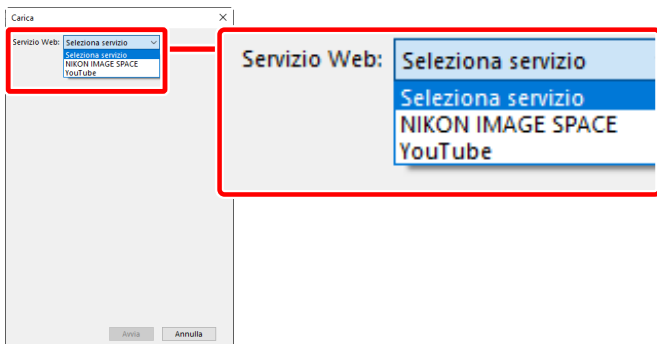 Carica
Servizio Web: Seleziona servizio
Seleziona servizio
NIKON IMAGE SPACE
YouTube
Servizio Web: Seleziona servizio
Seleziona servizio
NIKON IMAGE SPACE
YouTube
Avvia Annulla